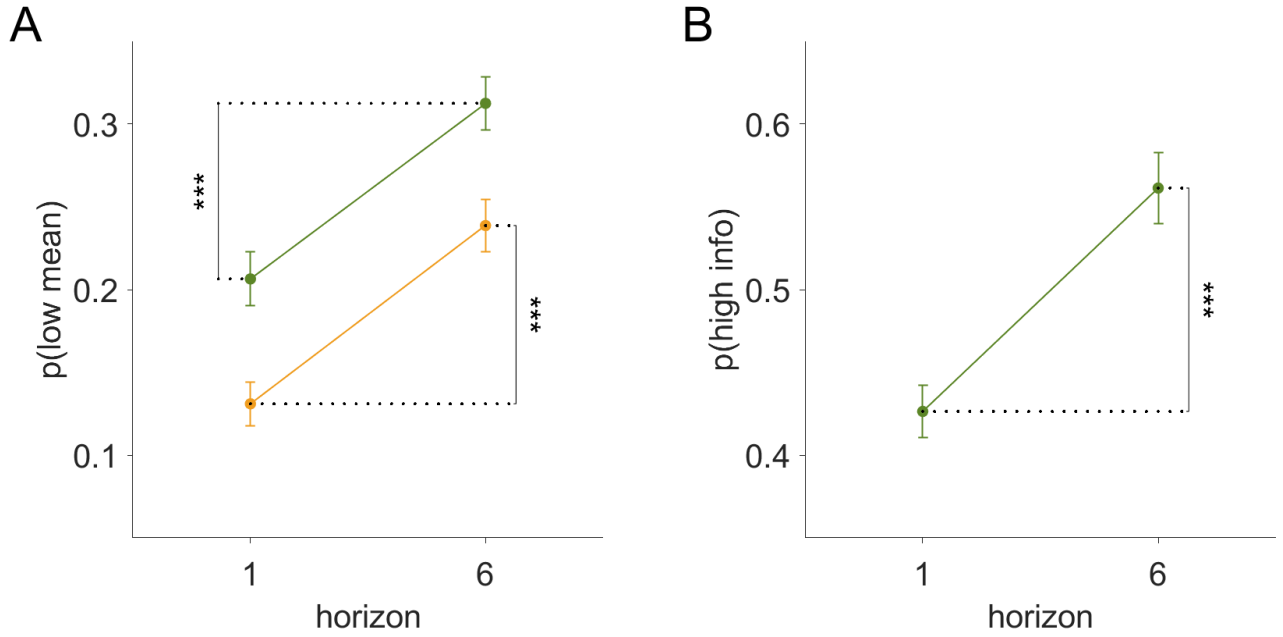 A
0.3
0.2
0.1
p(low mean)
***
***
1
6
horizon
B
0.6
0.5
0.4
p(high info)
***
1
6
horizon